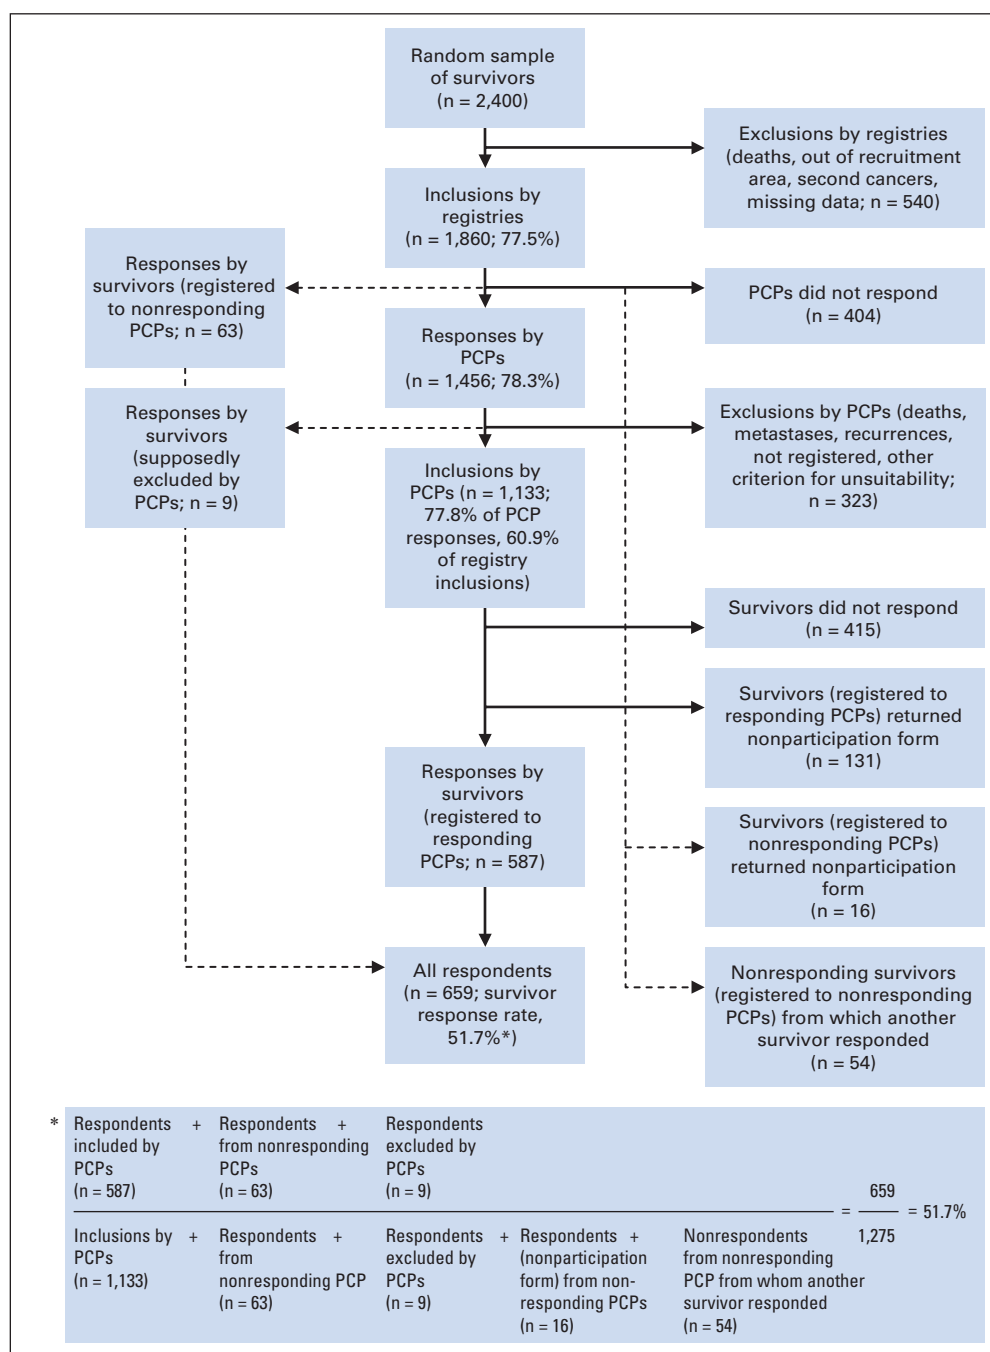 Random sample
of survivors
(n = 2,400)
Exclusions by registries
(deaths, out of recruitment
area, second cancers,
missing data; n = 540)
Inclusions by
registries
(n = 1,860; 77.5%)
Responses by
survivors (registered
to nonresponding
PCPs; n = 63)
PCPs did not respond
(n = 404)
Responses by
PCPs
(n = 1,456; 78.3%)
Responses by
survivors
(supposedly
excluded by
PCPs; n = 9)
Exclusions by PCPs (deaths,
metastases, recurrences,
not registered, other
criterion for unsuitability;
n = 323)
Inclusions by
PCPs (n = 1,133;
77.8% of PCP
responses, 60.9%
of registry
inclusions)
Survivors did not respond
(n = 415)
Survivors (registered to
responding PCPs) returned
nonparticipation form
(n = 131)
Responses by
survivors
(registered to
responding
PCPs; n = 587)
Survivors (registered to
nonresponding PCPs)
returned nonparticipation
form
(n = 16)
All respondents
(n = 659; survivor
response rate,
51.7%*)
Nonresponding survivors
(registered to nonresponding
PCPs) from which another
survivor responded
(n = 54)
*
Respondents +
included by
PCPs
(n = 587)
Respondents +
from nonresponding
PCPs
(n = 63)
Respondents
excluded by
PCPs
(n = 9)
Inclusions by +
PCPs
(n = 1,133)
Respondents +
from
nonresponding PCP
(n = 63)
Respondents +
excluded by
PCPs
(n = 9)
Respondents +
(nonparticipation
form) from non-
responding PCPs
(n = 16)
Nonrespondents
from nonresponding
PCP from whom another
survivor responded
(n = 54)
= 659
1,275
= 51.7%